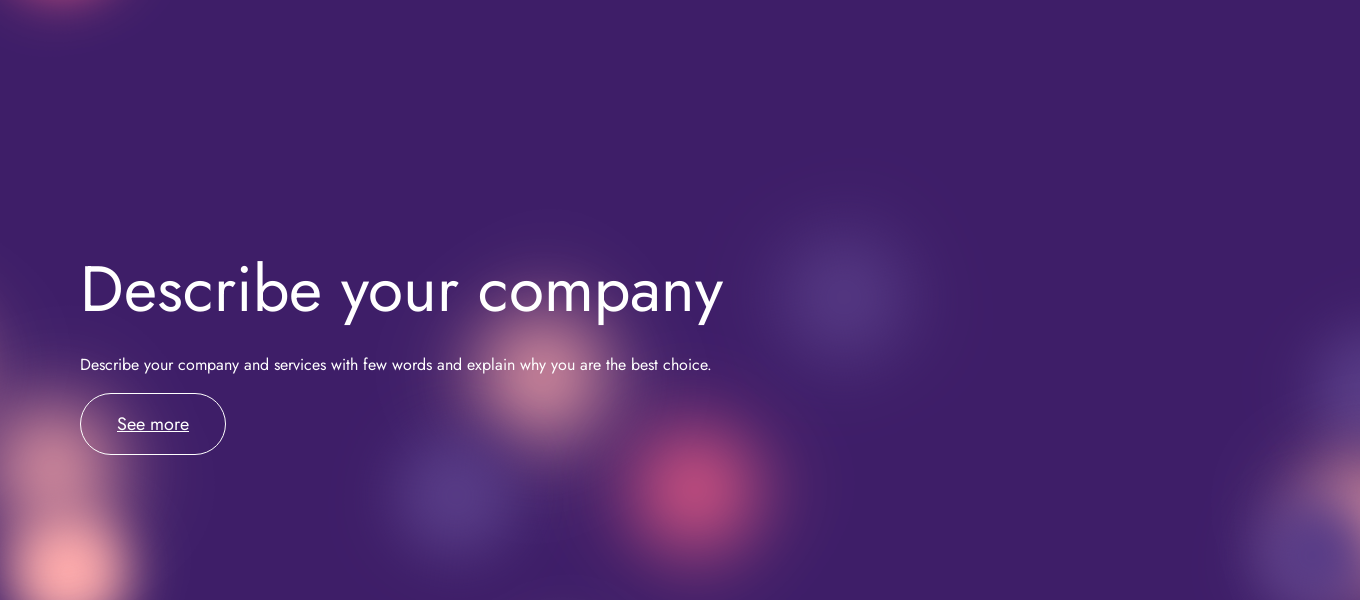 Describe your company
Describe your company and services with few words and explain why you are the best choice.
See more